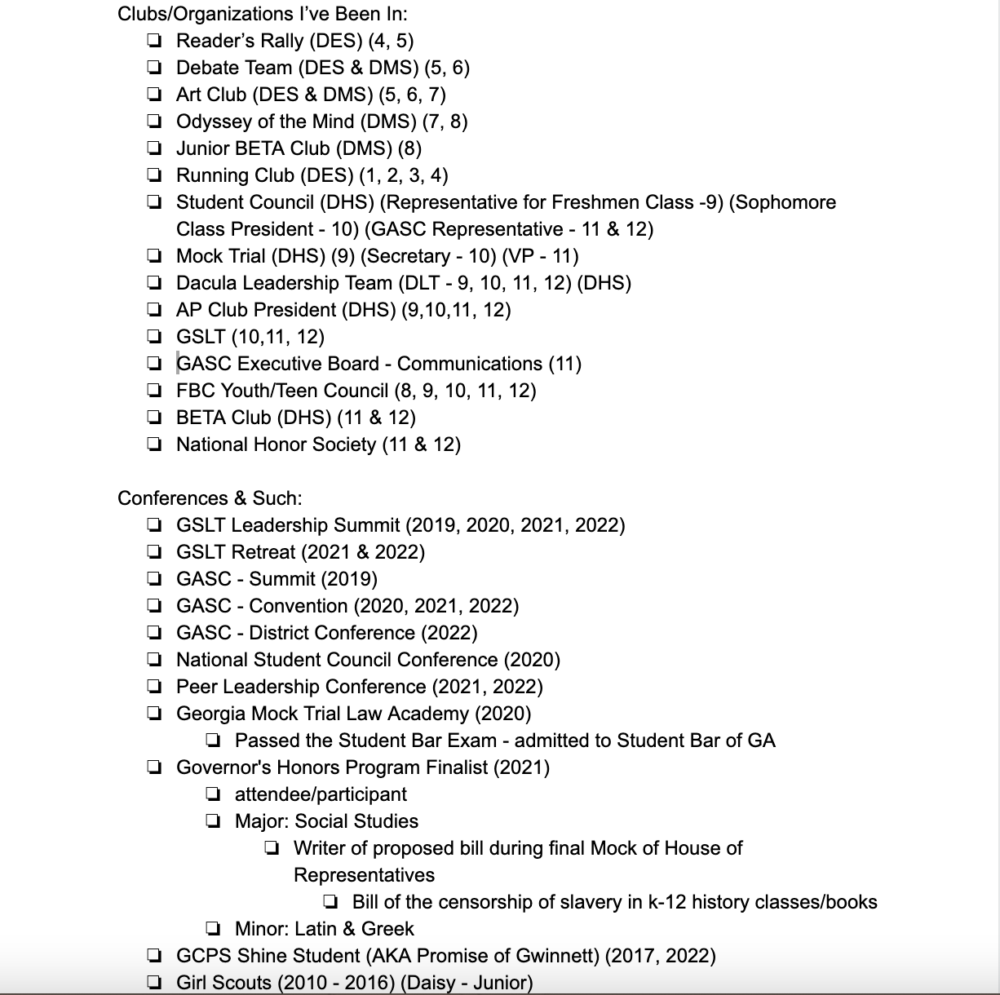 Clubs/Organizations I’ve Been In:
Reader’s Rally (DES) (4, 5)
Debate Team (DES & DMS) (5, 6)
Art Club (DES & DMS) (5, 6, 7)
Odyssey of the Mind (DMS) (7, 8)
Junior BETA Club (DMS) (8)
Running Club (DES) (1, 2, 3, 4)
Student Council (DHS) (Representative for Freshmen Class -9) (Sophomore
Class President - 10) (GASC Representative - 11 & 12)
Mock Trial (DHS) (9) (Secretary - 10) (VP - 11)
Dacula Leadership Team (DLT - 9, 10, 11, 12) (DHS)
AP Club President (DHS) (9,10,11, 12)
GSLT (10,11, 12)
GASC Executive Board - Communications (11)
FBC Youth/Teen Council (8, 9, 10, 11, 12)
BETA Club (DHS) (11 & 12)
National Honor Society (11 & 12)
Conferences & Such:
GSLT Leadership Summit (2019, 2020, 2021, 2022)
GSLT Retreat (2021 & 2022)
GASC - Summit (2019)
GASC - Convention (2020, 2021, 2022)
GASC - District Conference (2022)
National Student Council Conference (2020)
Peer Leadership Conference (2021, 2022)
Georgia Mock Trial Law Academy (2020)
Passed the Student Bar Exam - admitted to Student Bar of GA
Governor's Honors Program Finalist (2021)
attendee/participant
Major: Social Studies
Writer of proposed bill during final Mock of House of
Representatives
Bill of the censorship of slavery in k-12 history classes/books
Minor: Latin & Greek
GCPS Shine Student (AKA Promise of Gwinnett) (2017, 2022)
Girl Scouts (2010 - 2016) (Daisy - Junior)